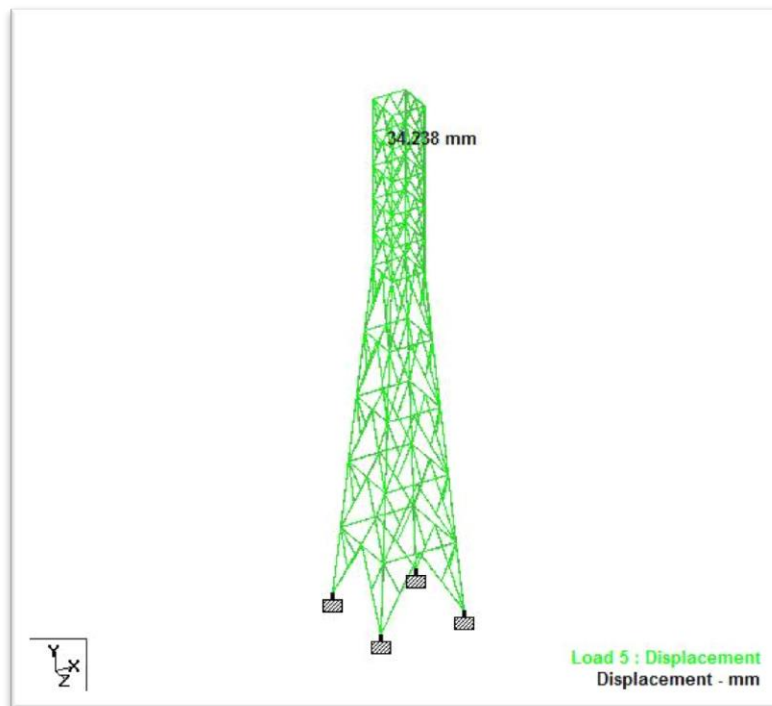 34.238 mm
Y
X
Z
Load 5 : Displacement
Displacement - mm